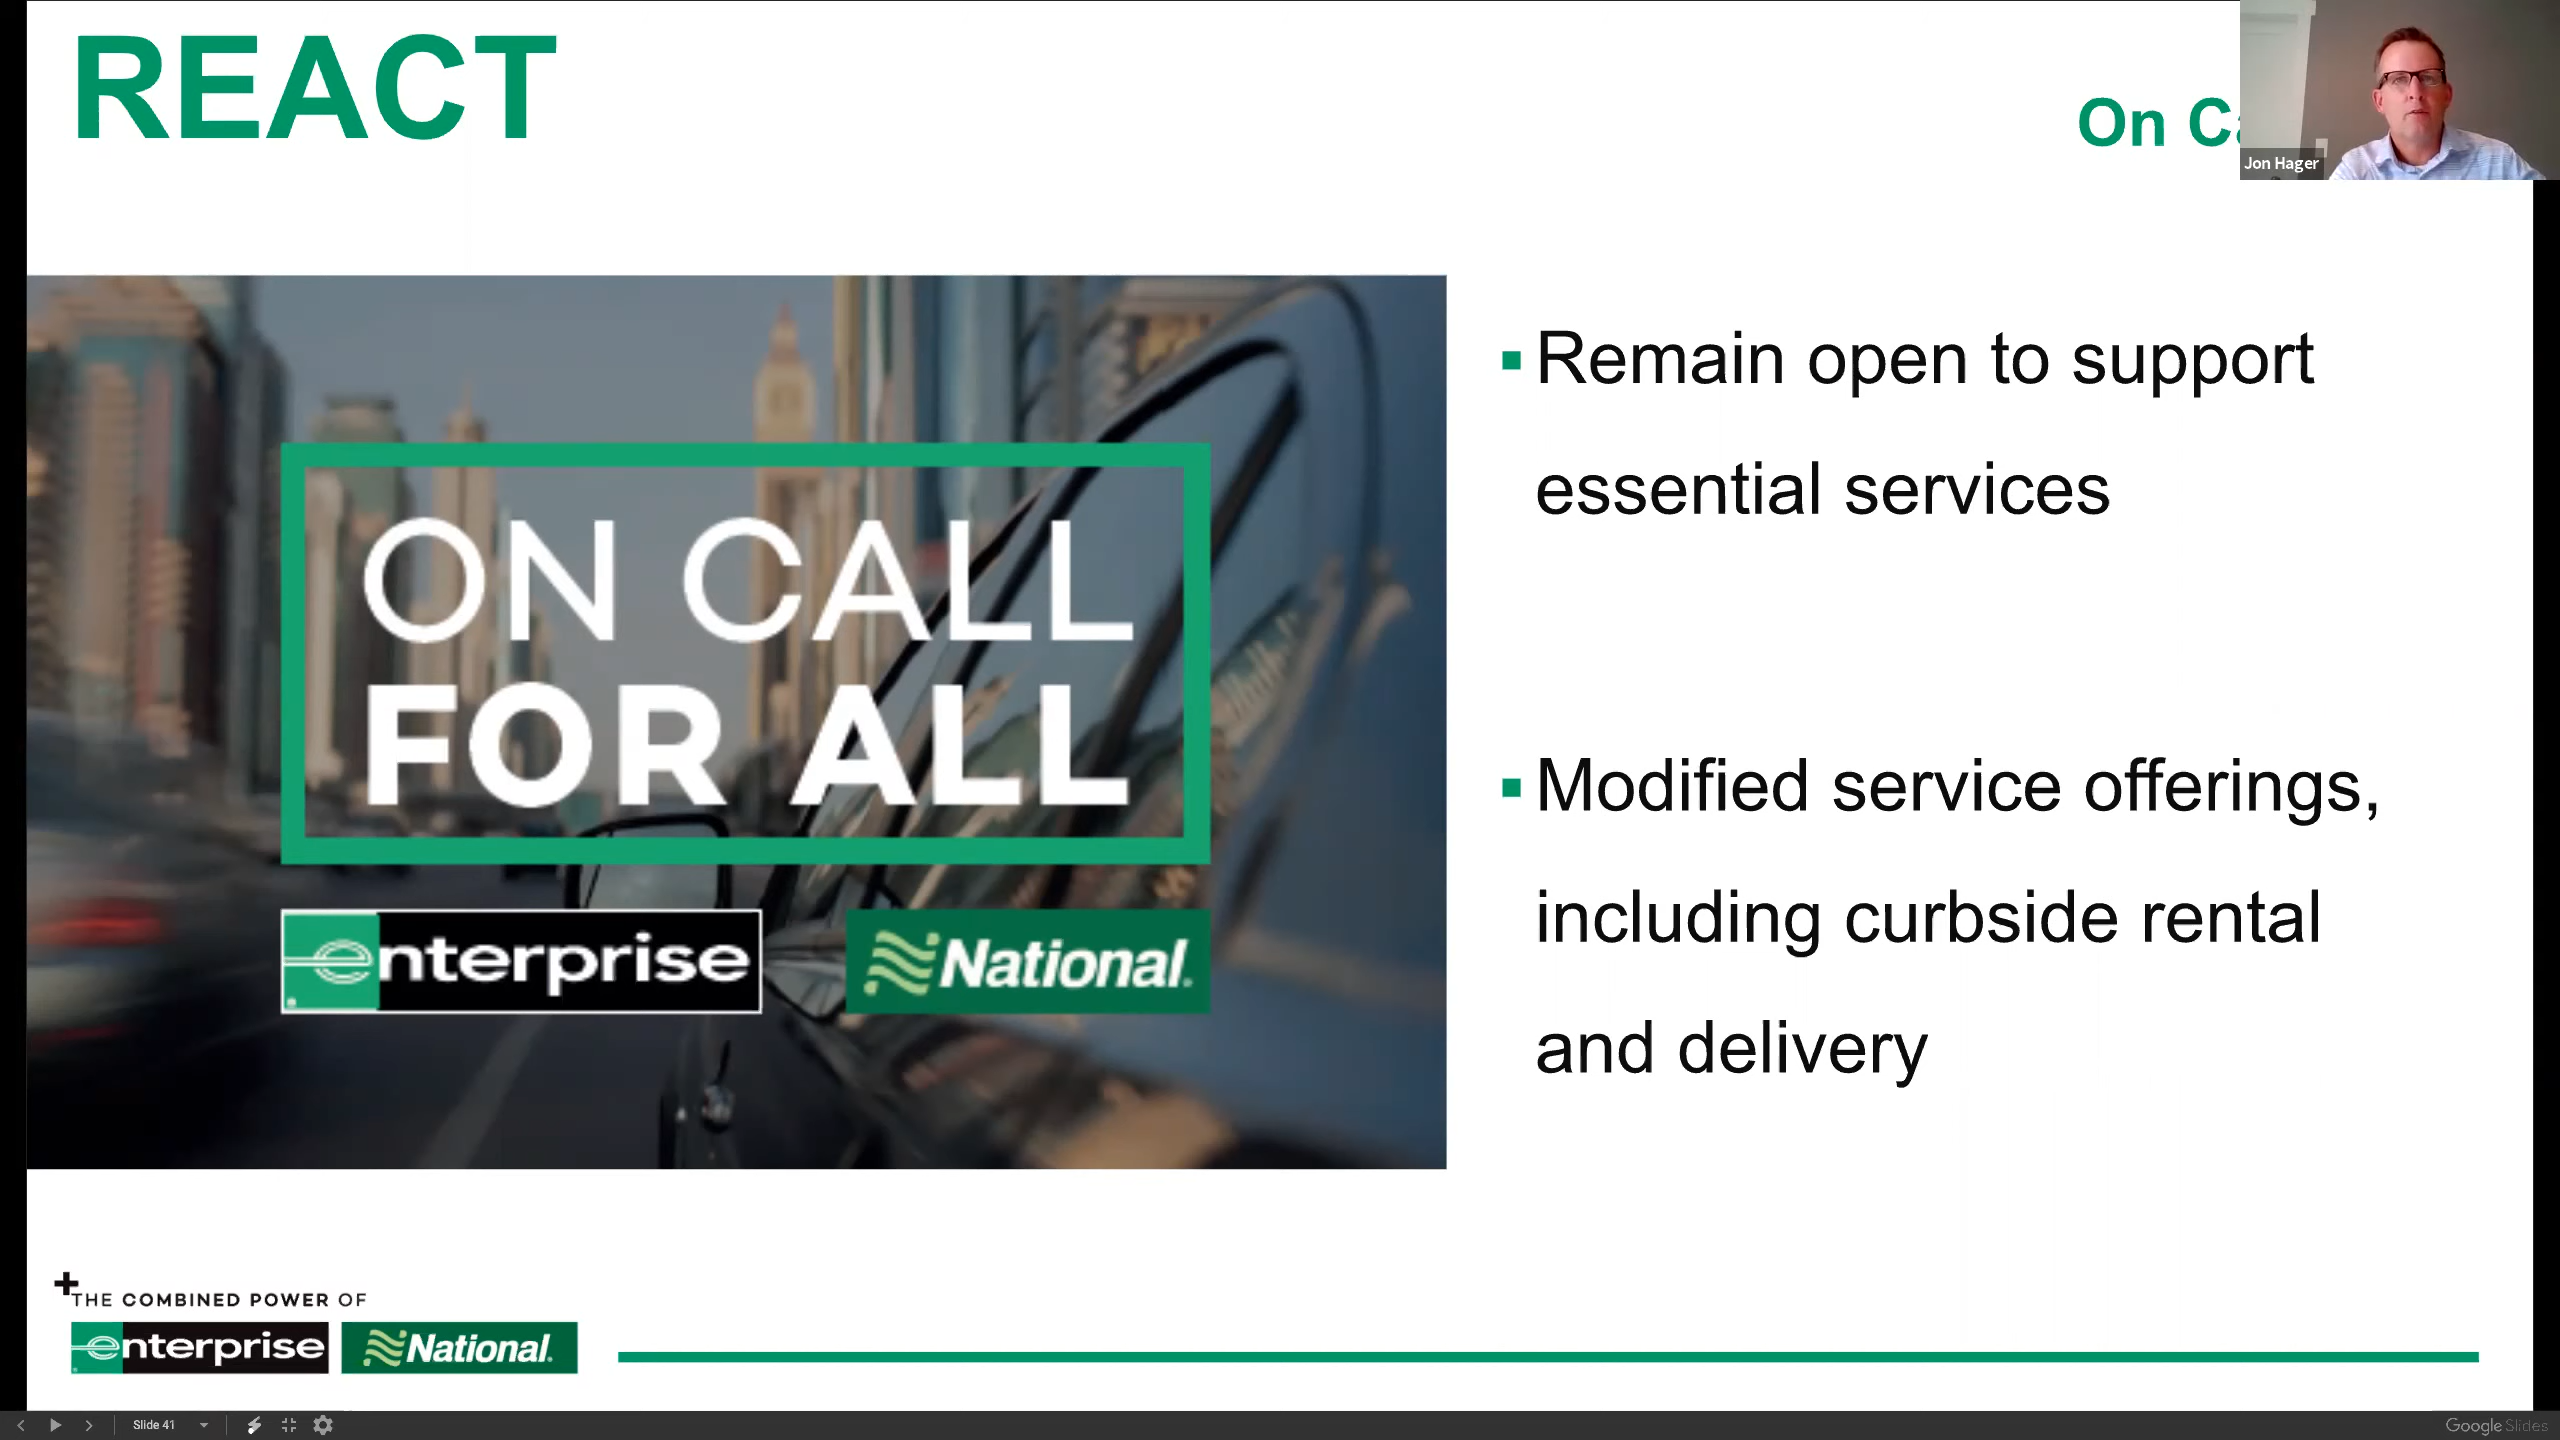 REACT
On Ca
Jon Hager
ON CALL
FOR ALL
enterprise
National
Remain open to support
essential services
Modified service offerings,
including curbside rental
and delivery
THE COMBINED POWER OF
enterprise
National
Slide 41
Google Slides